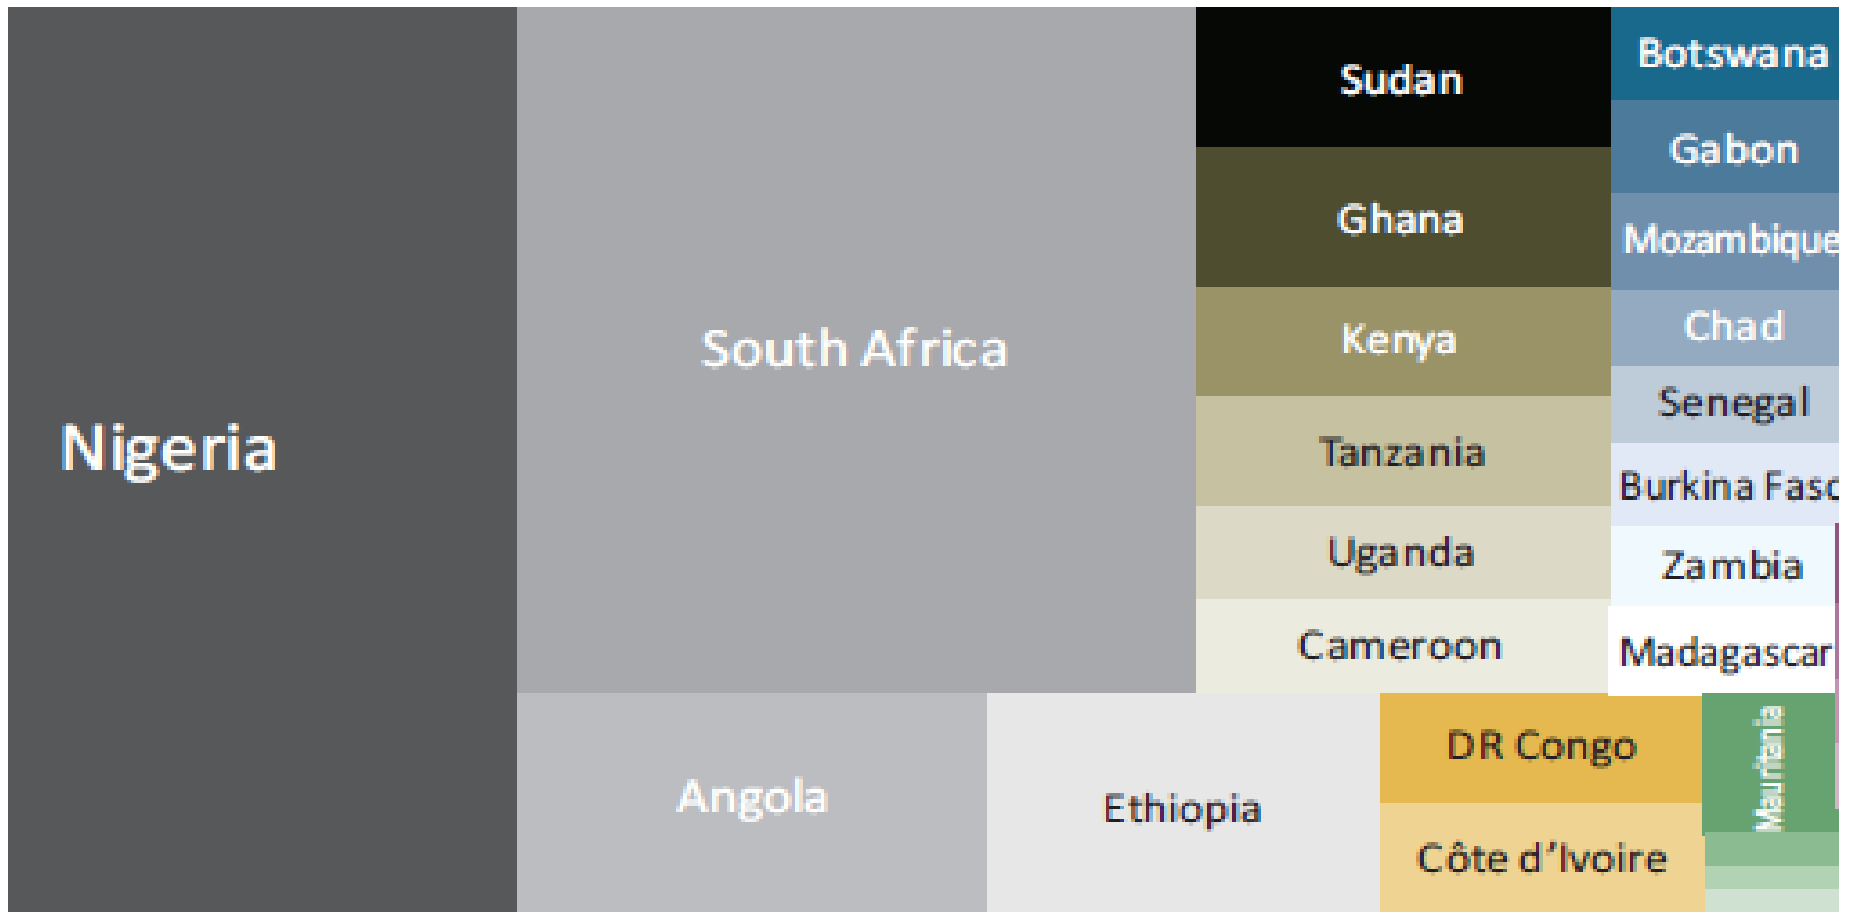 Nigeria
South Africa
Sudan
Ghana
Kenya
Tanzania
Uganda
Cameroon
Botswana
Gabon
Mozambique
Chad
Senegal
Burkina Faso
Zambia
Madagascar
Angola
Ethiopia
DR Congo
Côte d’Ivoire
Mauritania